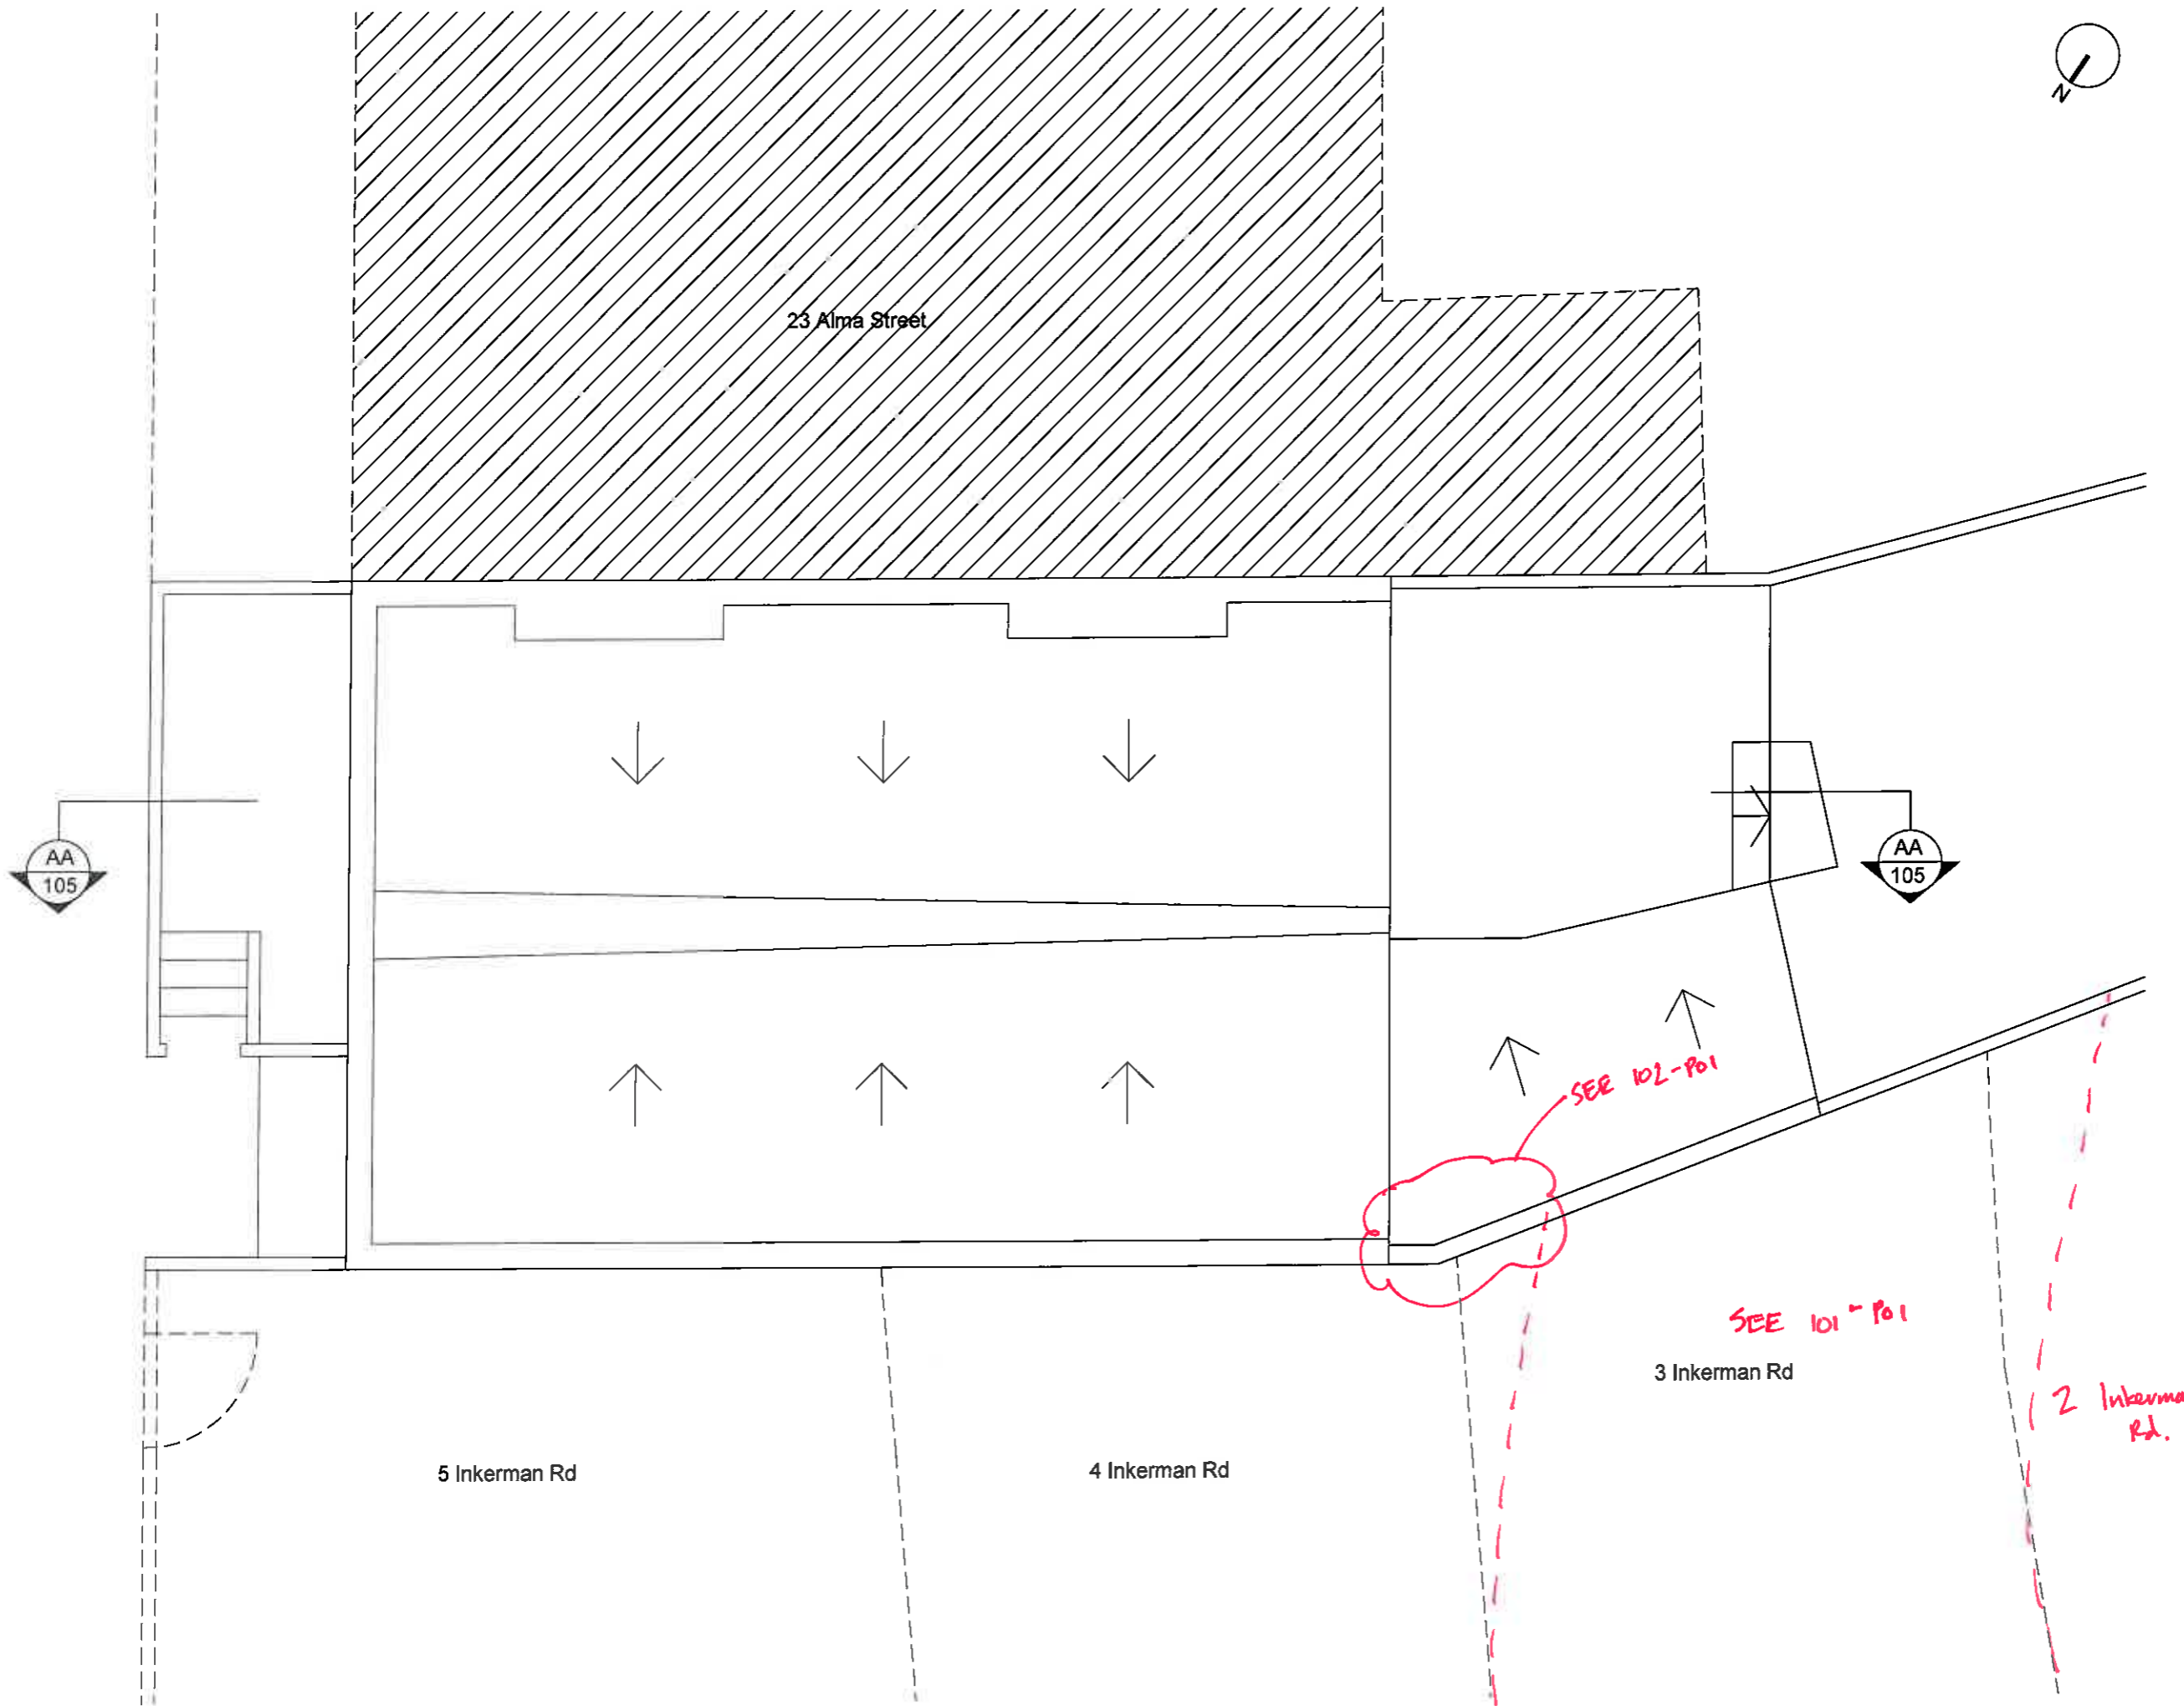 N
23 Alma Street
AA
105
AA
105
SEE 102-P01
SEE 101-P01
3 Inkerman Rd
2 Inkerma
Rd.
5 Inkerman Rd
4 Inkerman Rd